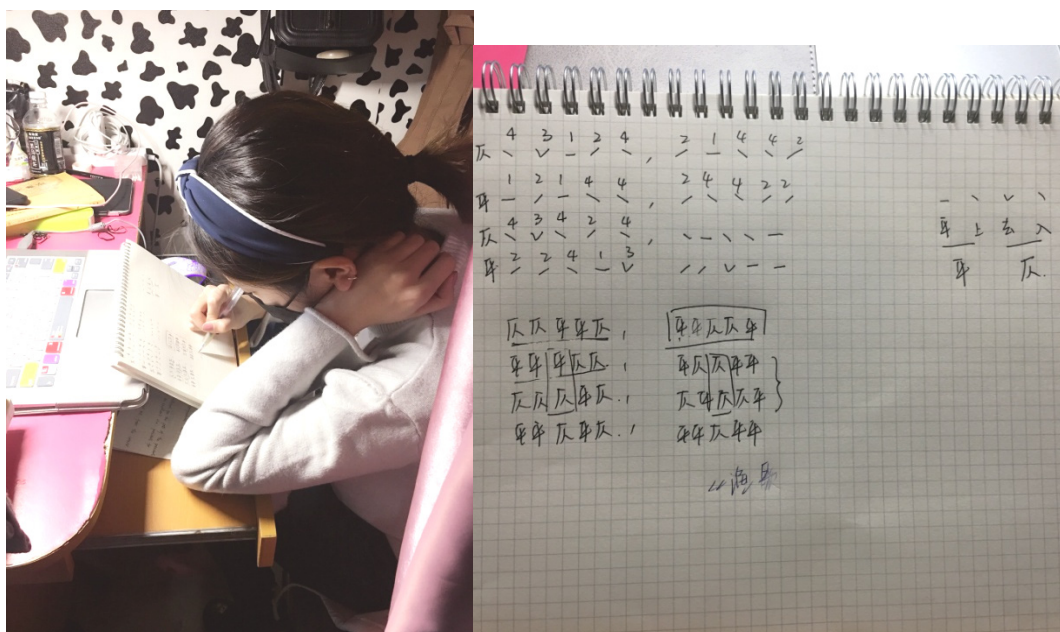 4 3 1 2 4 2 1 4 4 2
仄 ﹨ ∨ — ╱ ﹨ , ╱ — ﹨ ﹨ ╱
1 2 1 4 4 2 4 4 2 2
平 — ╱ — ﹨ ﹨ , ╱ ﹨ ﹨ ╱ ╱
4 3 4 2 4
仄 ﹨ ∨ ﹨ ╱ ﹨ , ﹨ — ﹨ ﹨ —
2 2 4 1 3
平 ╱ ╱ ﹨ — ∨ ╱ ╱ ∨ — —
— ﹨ ∨ ﹨
平 上 去 入
平 仄.
仄仄平平仄, 平平仄仄平
平平平仄仄., 平仄仄平平
仄仄仄平仄., 仄平仄仄平
平平仄平仄., 平平仄平平